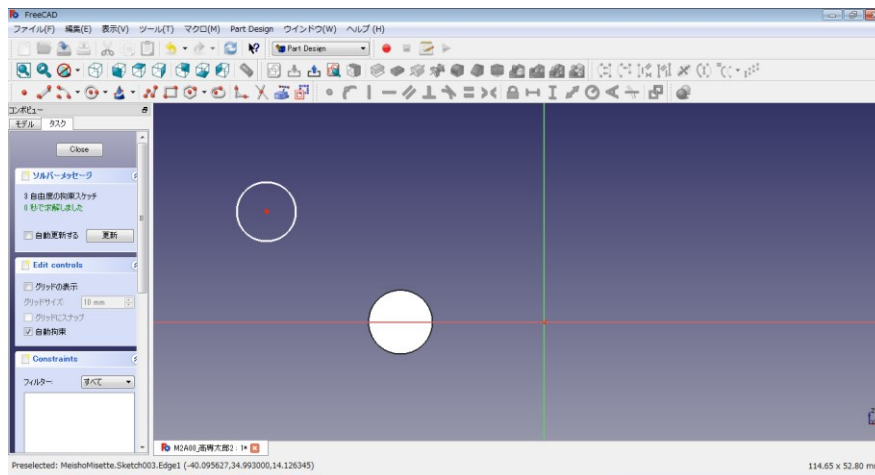 FreeCAD
ファイル(F) 編集(E) 表示(V) ツール(T) マクロ(M) Part Design ウインドウ(W) ヘルプ(H)
Part Design
コンボビュー
モデル タスク
Close
ソルバーメッセージ
3 自由度の拘束スケッチ
0 秒で求解しました
自動更新する 更新
Edit controls
グリッドの表示
グリッドサイズ: 10 mm
グリッドにスナップ
自動拘束
Constraints
フィルター: すべて
M2A00_高専太郎2 : 1*
Preselected: MeishoMisette.Sketch003.Edge1 (-40.095627,34.993000,14.126345)
114.65 x 52.80 mm